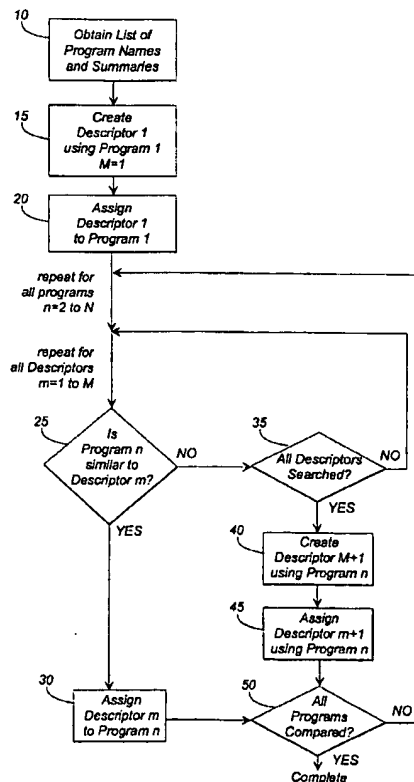 10
Obtain List of
Program Names
and Summaries
15
Create
Descriptor 1
using Program 1
M=1
20
Assign
Descriptor 1
to Program 1
repeat for
all programs
n=2 to N
repeat for
all Descriptors
m=1 to M
25
Is
Program n
similar to
Descriptor m?
NO
YES
35
All Descriptors
Searched?
NO
YES
40
Create
Descriptor M+1
using Program n
45
Assign
Descriptor m+1
using Program n
30
Assign
Descriptor m
to Program n
50
All
Programs
Compared?
NO
YES
Complete